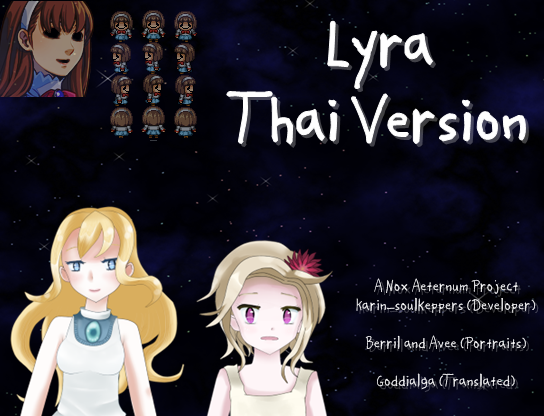 Lyra
Thai Version
A Nox Aeternum Project
karin_soulkeppers (Developer)
Berril and Avee (Portraits)
Goddialga (Translated)